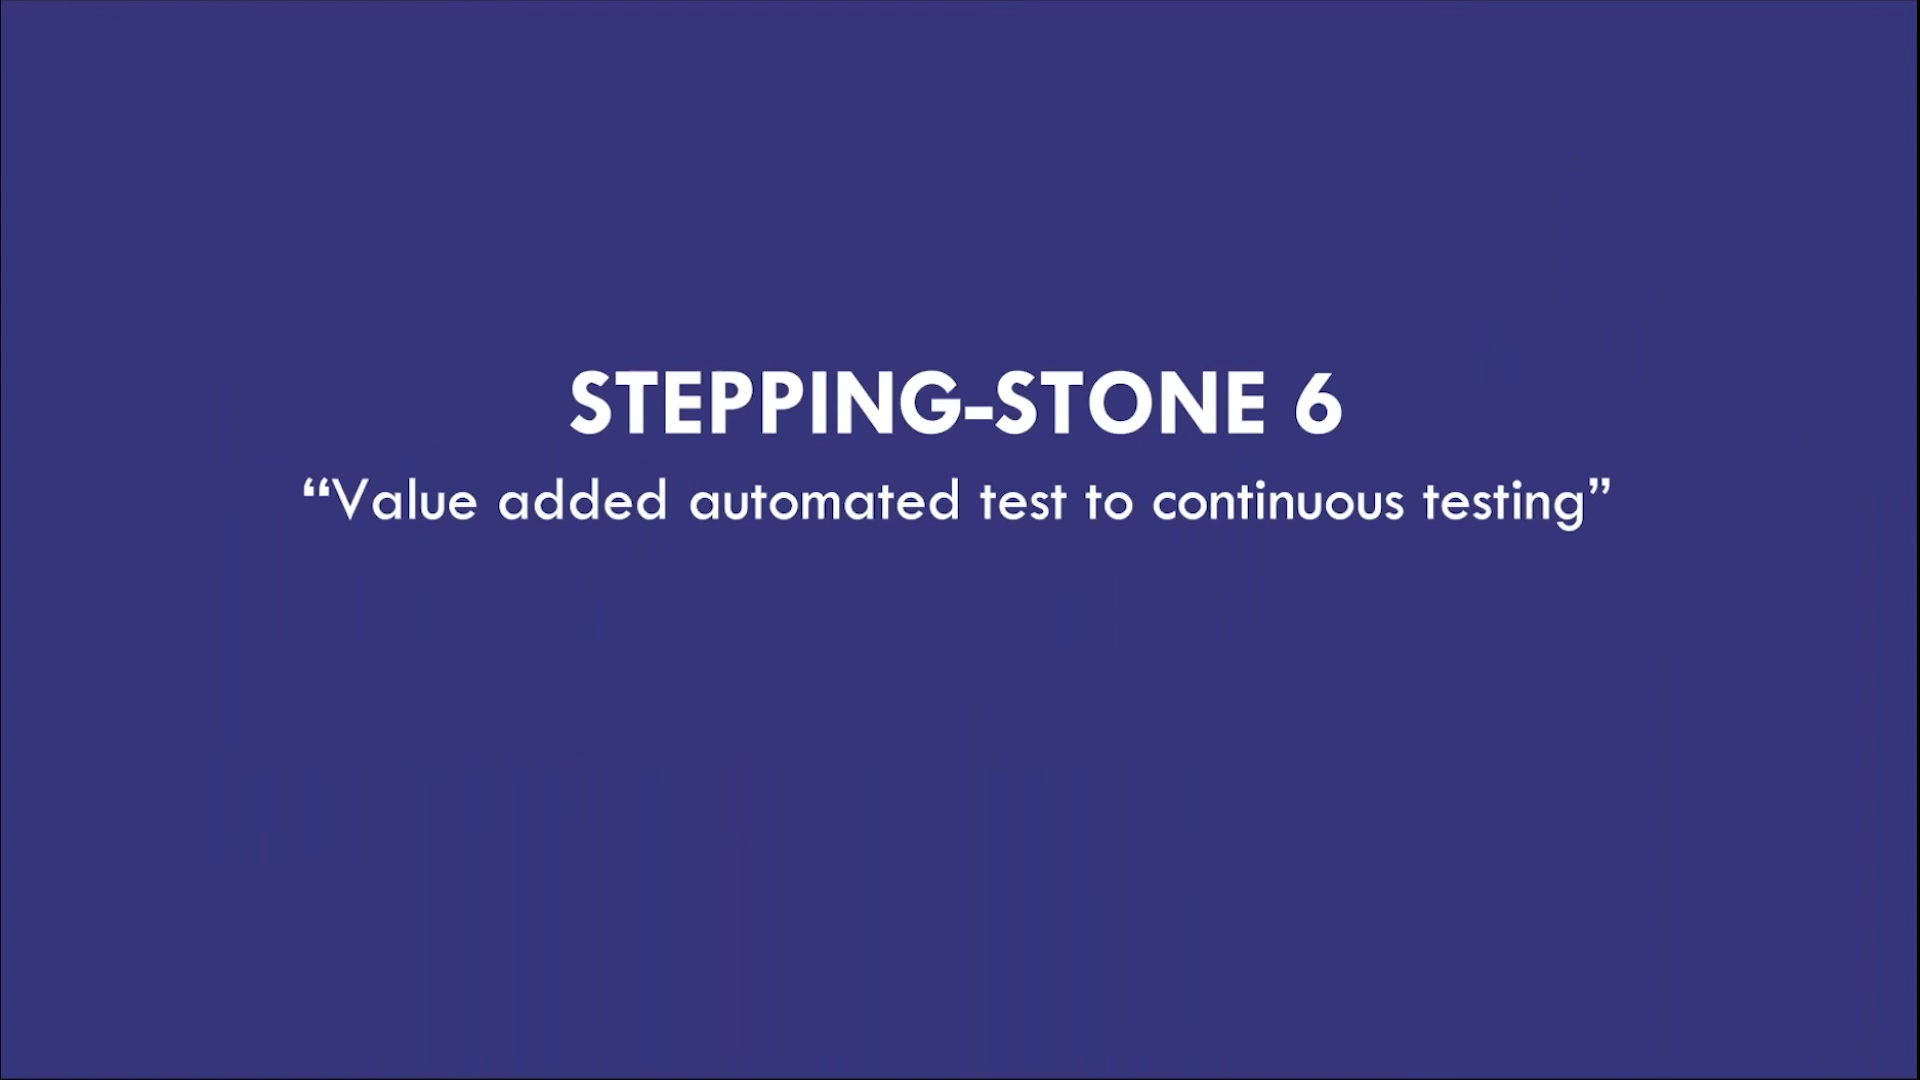 STEPPING-STONE 6
“Value added automated test to continuous testing”